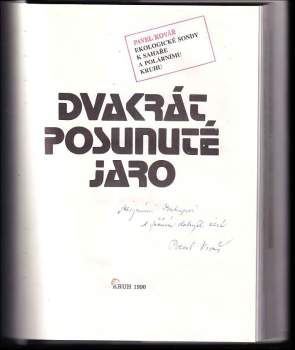 PAVEL KOVÁŘ
EKOLOGICKÉ SONDY
K SAHAŘE
A POLÁRNÍMU
KRUHU
DVAKRÁT
POSUNUTÉ
JARO
Pavel Kovář
KRUH 1990